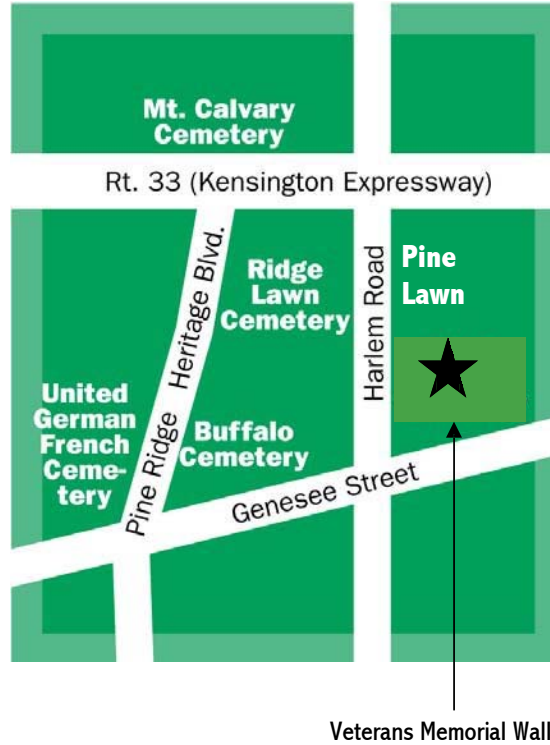 Mt. Calvary
Cemetery
Rt. 33 (Kensington Expressway)
Pine Ridge Heritage Blvd.
Ridge
Lawn
Cemetery
Harlem Road
Pine
Lawn
United
German
French
Ceme-
tery
Buffalo
Cemetery
Genesee Street
Veterans Memorial Wall